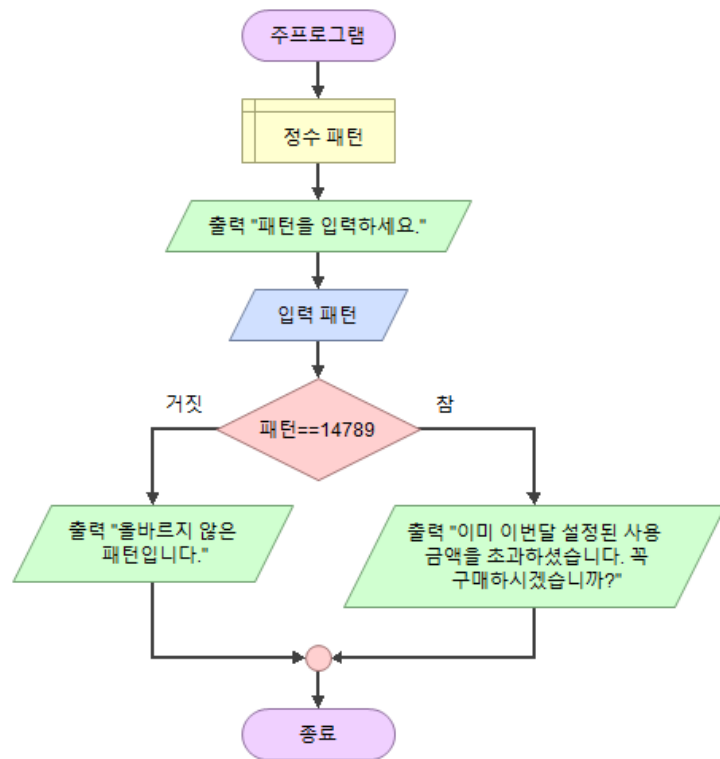 주프로그램
정수 패턴
출력 "패턴을 입력하세요."
입력 패턴
거짓
참
패턴==14789
출력 "올바르지 않은
패턴입니다."
출력 "이미 이번달 설정된 사용
금액을 초과하셨습니다. 꼭
구매하시겠습니까?"
종료